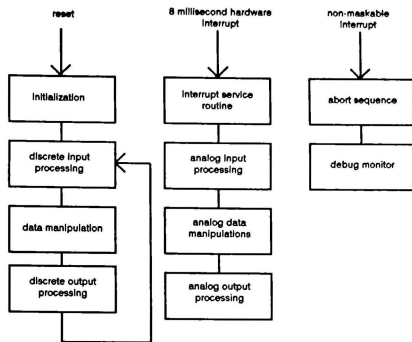 reset
initialization
discrete input
processing
data manipulation
discrete output
processing
6 millisecond hardware
interrupt
interrupt service
routine
analog input
processing
analog data
manipulations
analog output
processing
non-maskable
interrupt
abort sequence
debug monitor